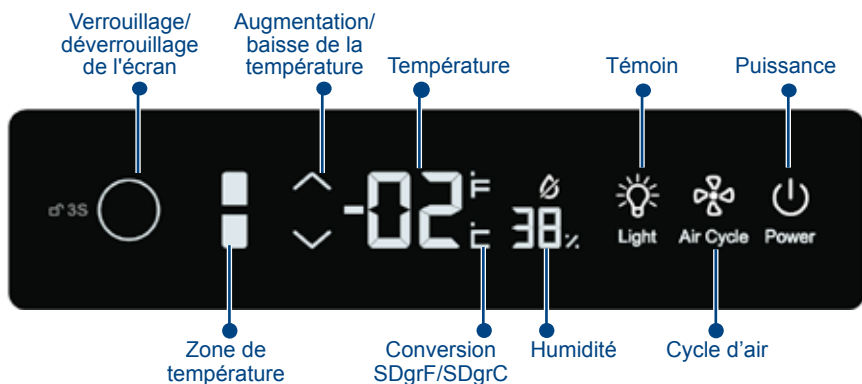 Verrouillage/
déverrouillage
de l'écran
Augmentation/
baisse de la
température
Température
Témoin
Puissance
3S
-02
°F
°C
38%
Light
Air Cycle
Power
Zone de
température
Conversion
SDgrF/SDgrC
Humidité
Cycle d’air